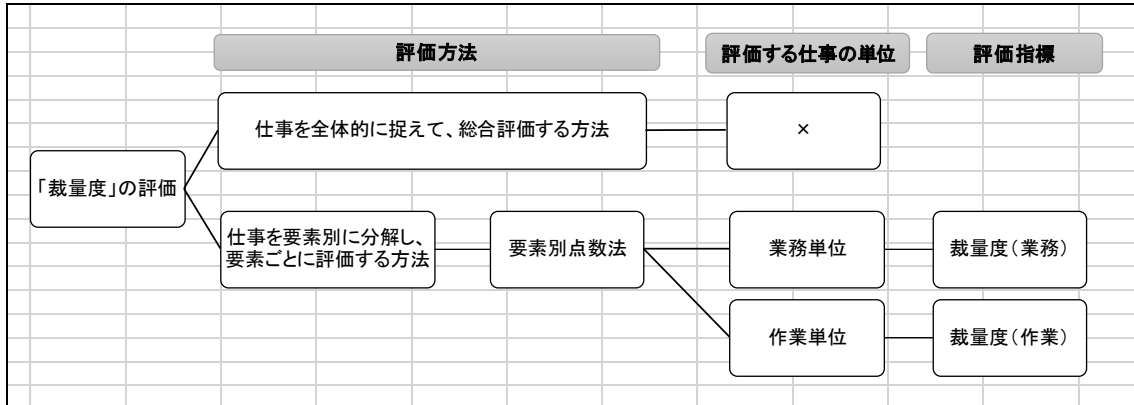 評価方法
評価する仕事の単位
評価指標
仕事を全体的に捉えて、総合評価する方法
×
「裁量度」の評価
仕事を要素別に分解し、
要素ごとに評価する方法
要素別点数法
業務単位
裁量度(業務)
作業単位
裁量度(作業)